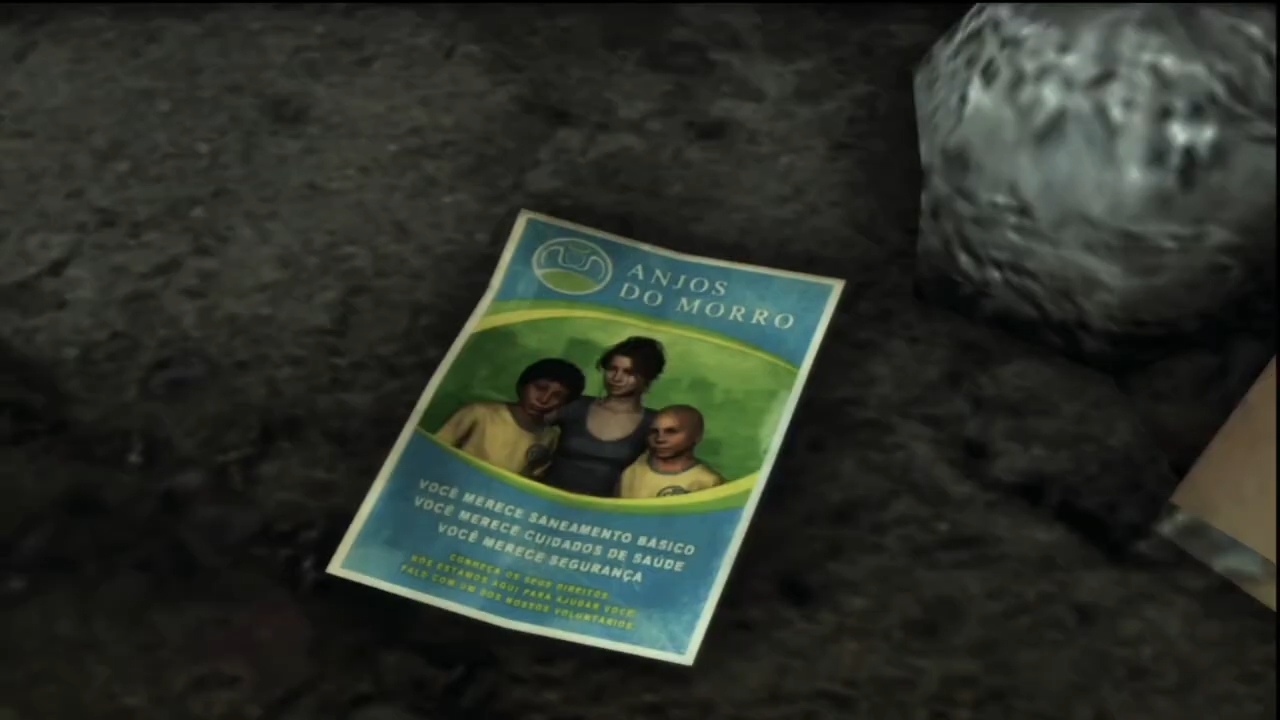 ANJOS
DO MORRO
VOCÊ MERECE SANEAMENTO BÁSICO
VOCÊ MERECE CUIDADOS DE SAÚDE
VOCÊ MERECE SEGURANÇA
CONHEÇA OS SEUS DIREITOS
NÓS ESTAMOS AQUI PARA AJUDAR VOCÊ
FALE COM UM DOS NOSSOS VOLUNTÁRIOS